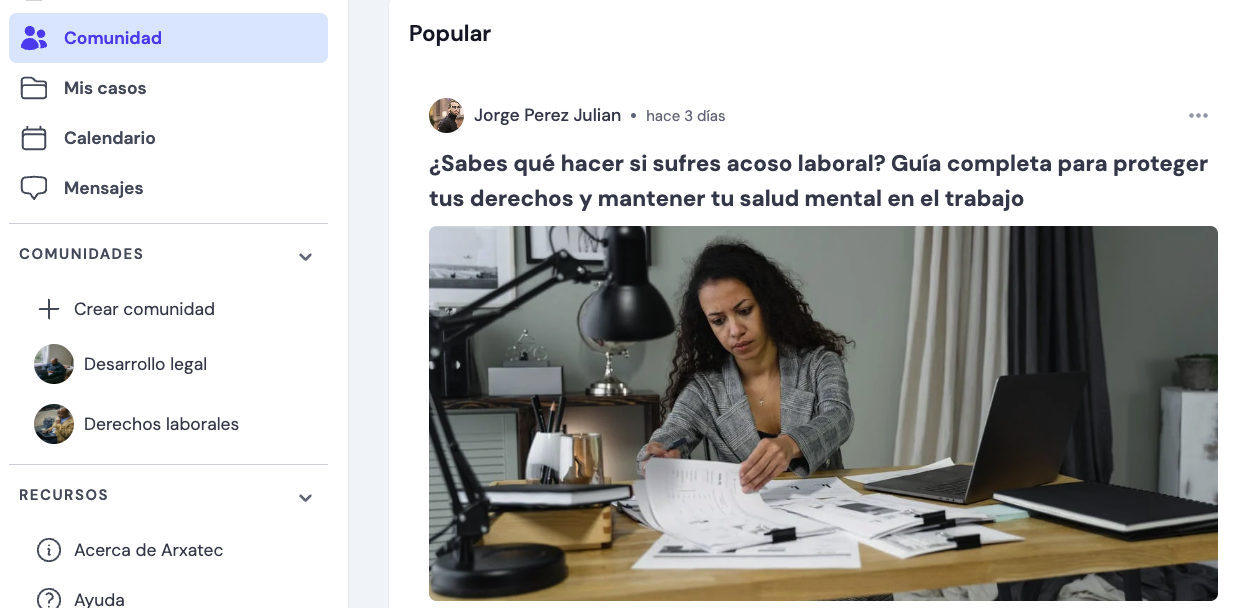 Comunidad
Mis casos
Calendario
Mensajes
COMUNIDADES
Crear comunidad
Desarrollo legal
Derechos laborales
RECURSOS
Acerca de Arxatec
Ayuda
Popular
Jorge Perez Julian • hace 3 días
¿Sabes qué hacer si sufres acoso laboral? Guía completa para proteger
tus derechos y mantener tu salud mental en el trabajo